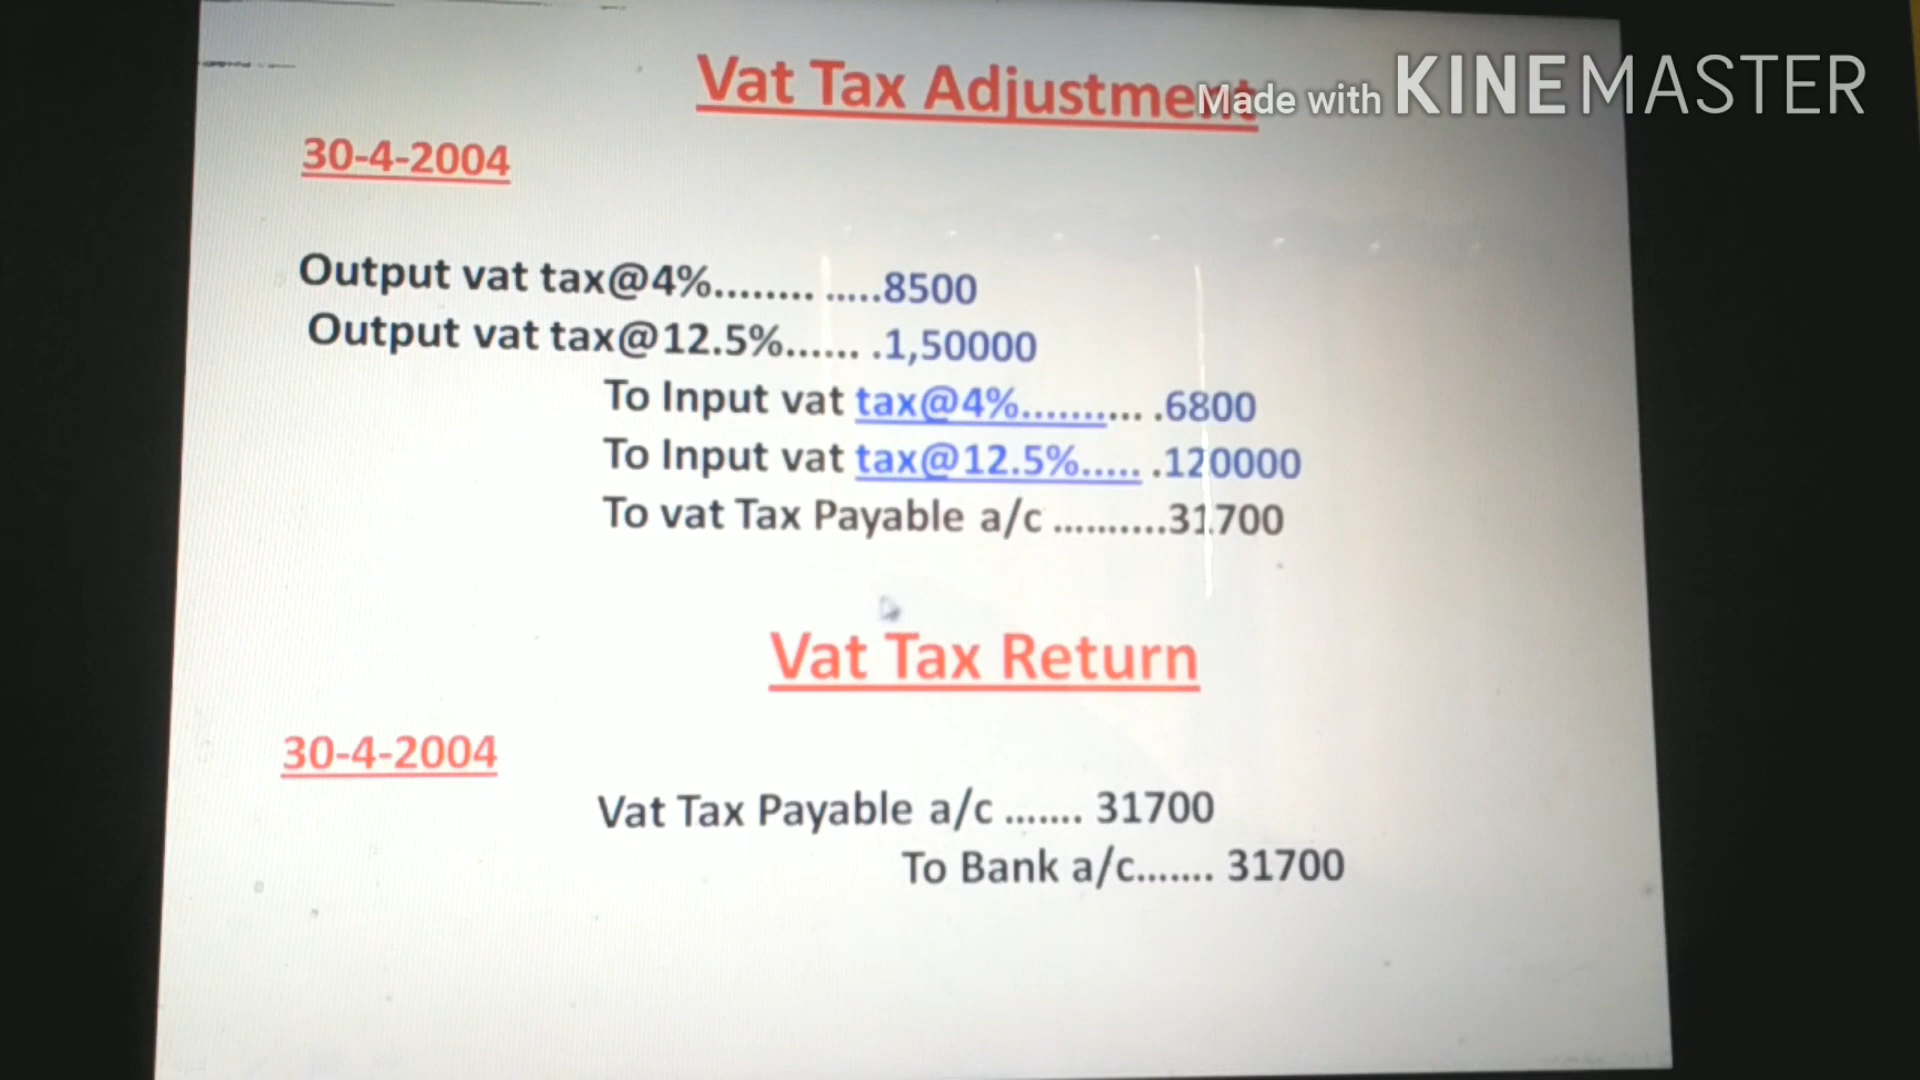 Vat Tax Adjustment
Made with KINEMASTER
30-4-2004
Output vat tax@4%........ .....8500
Output vat tax@12.5%...... .1,50000
To Input vat tax@4%.......... .6800
To Input vat tax@12.5%..... .120000
To vat Tax Payable a/c ..........31700
Vat Tax Return
30-4-2004
Vat Tax Payable a/c ....... 31700
To Bank a/c....... 31700